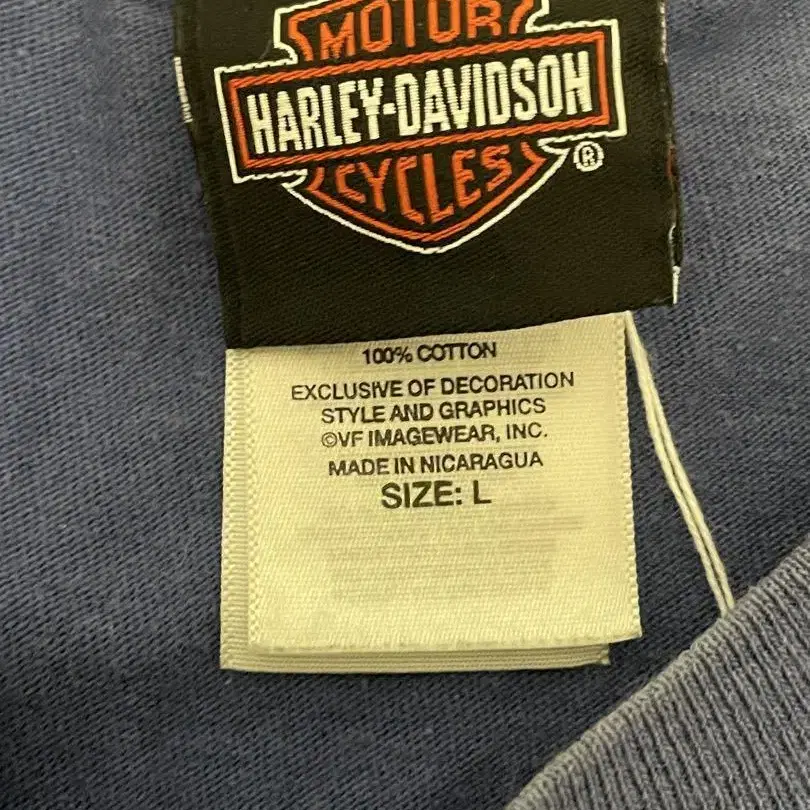 MOTOR
HARLEY-DAVIDSON
CYCLES
®
100% COTTON
EXCLUSIVE OF DECORATION
STYLE AND GRAPHICS
©VF IMAGEWEAR, INC.
MADE IN NICARAGUA
SIZE: L